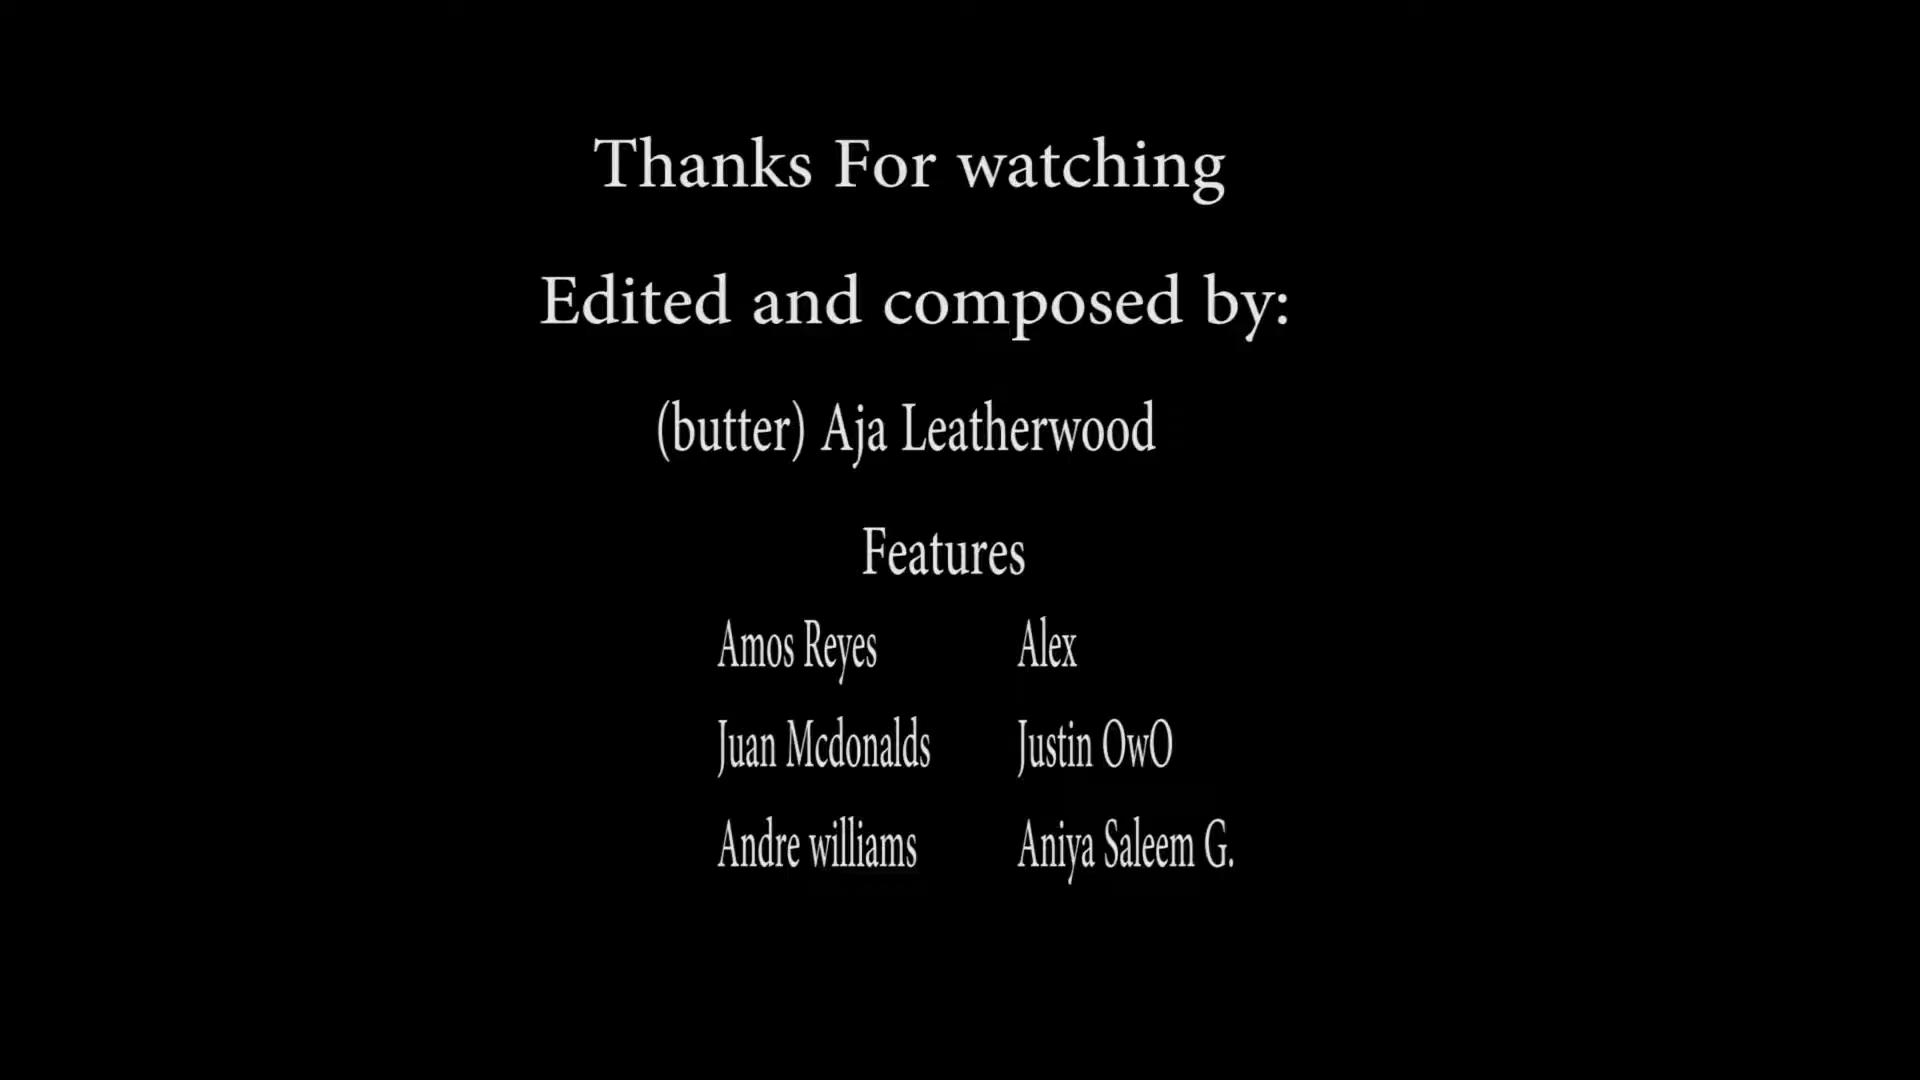 Thanks For watching
Edited and composed by:
(butter) Aja Leatherwood
Features
Amos Reyes Alex
Juan Mcdonalds Justin OwO
Andre williams Aniya Saleem G.